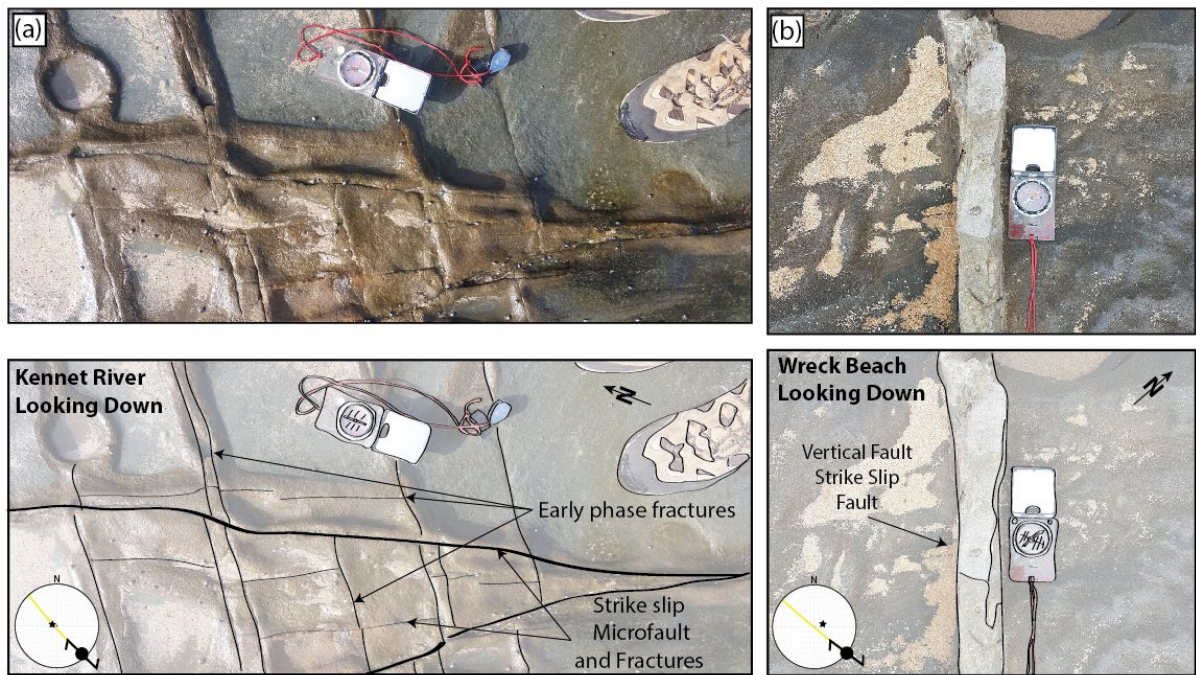 (a)
(b)
Kennet River
Looking Down
N
Early phase fractures
Strike slip
Microfault
and Fractures
N
Wreck Beach
Looking Down
N
Vertical Fault
Strike Slip
Fault
N